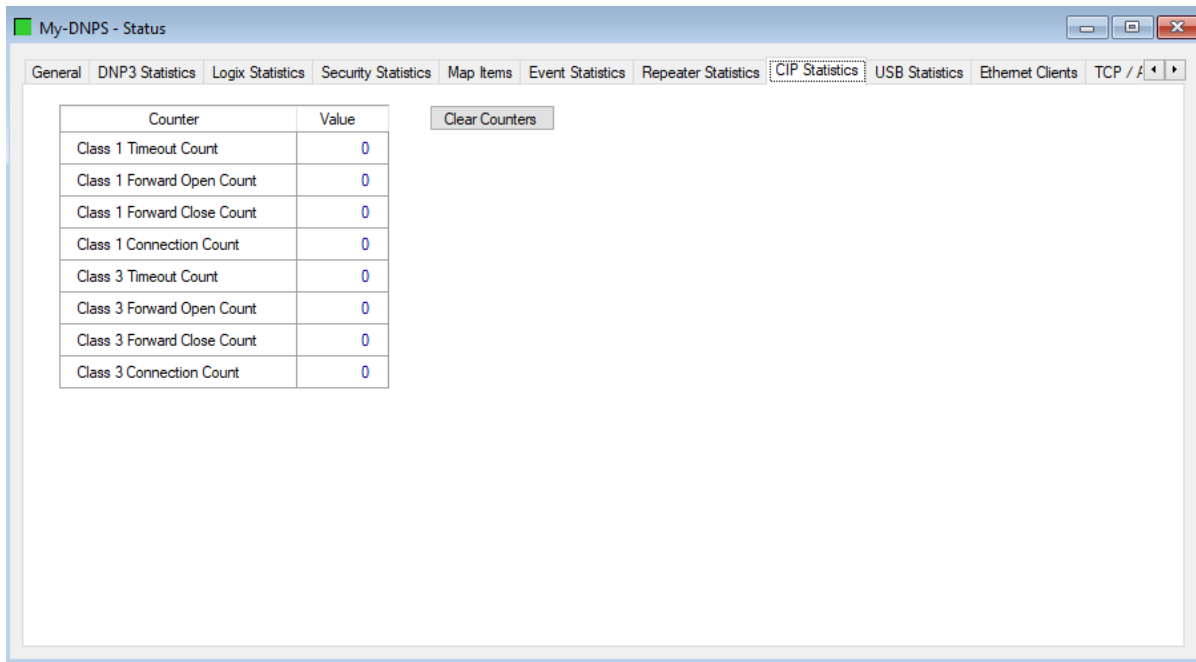 My-DNPS - Status
General DNP3 Statistics Logix Statistics Security Statistics Map Items Event Statistics Repeater Statistics CIP Statistics USB Statistics Ethernet Clients TCP /
Counter Value Clear Counters
Class 1 Timeout Count 0
Class 1 Forward Open Count 0
Class 1 Forward Close Count 0
Class 1 Connection Count 0
Class 3 Timeout Count 0
Class 3 Forward Open Count 0
Class 3 Forward Close Count 0
Class 3 Connection Count 0